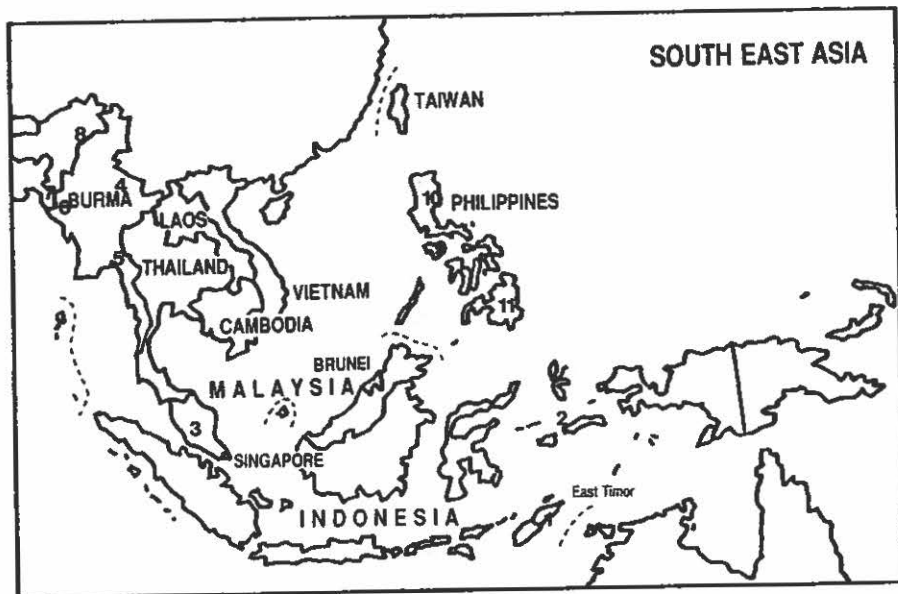 SOUTH EAST ASIA
TAIWAN
8
4
BURMA
10
PHILIPPINES
LAOS
5
THAILAND
VIETNAM
11
CAMBODIA
BRUNEI
MALAYSIA
2
3
SINGAPORE
East Timor
INDONESIA